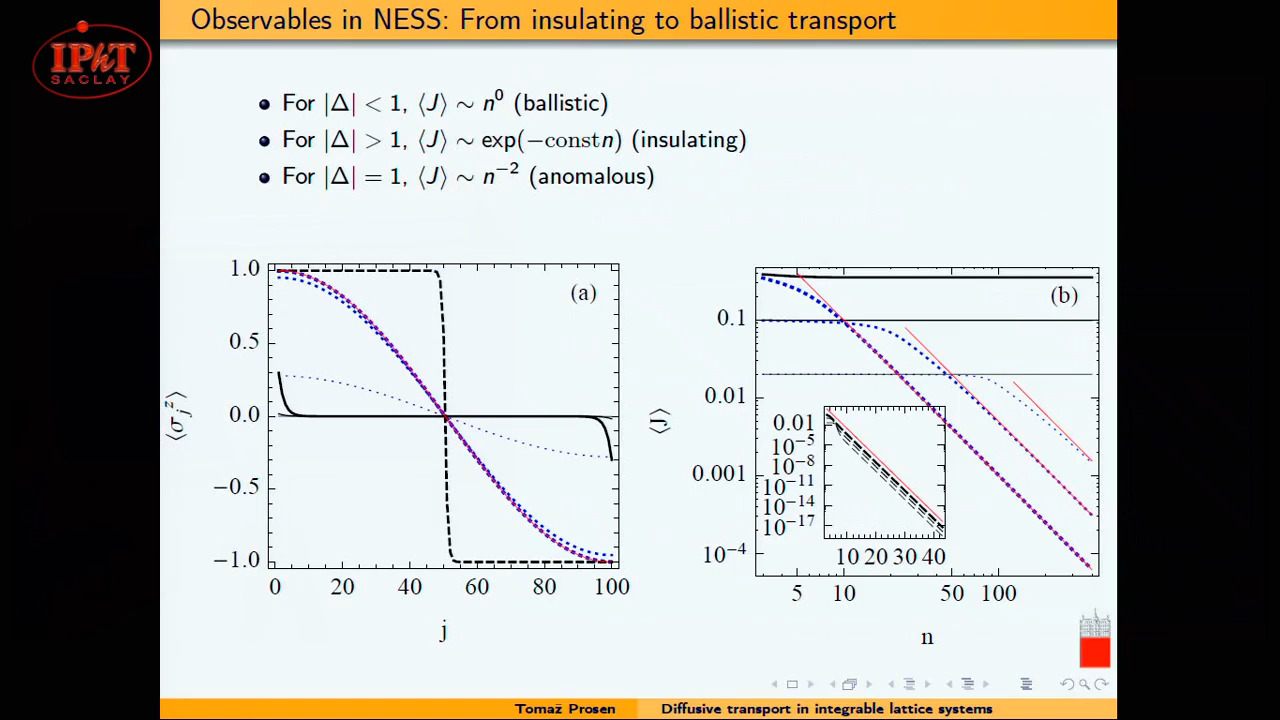 Observables in NESS: From insulating to ballistic transport
IPhT
SACLAY
For |Δ| < 1, ⟨J⟩ ∼ n⁰ (ballistic)
For |Δ| > 1, ⟨J⟩ ∼ exp(−constn) (insulating)
For |Δ| = 1, ⟨J⟩ ∼ n⁻² (anomalous)
⟨σⱼᶻ⟩
1.0
0.5
0.0
−0.5
−1.0
(a)
0 20 40 60 80 100
j
⟨J⟩
0.1
0.01
0.001
10⁻⁴
(b)
0.01
10⁻⁵
10⁻⁸
10⁻¹¹
10⁻¹⁴
10⁻¹⁷
10 20 30 40
5 10 50 100
n
Tomaž Prosen Diffusive transport in integrable lattice systems